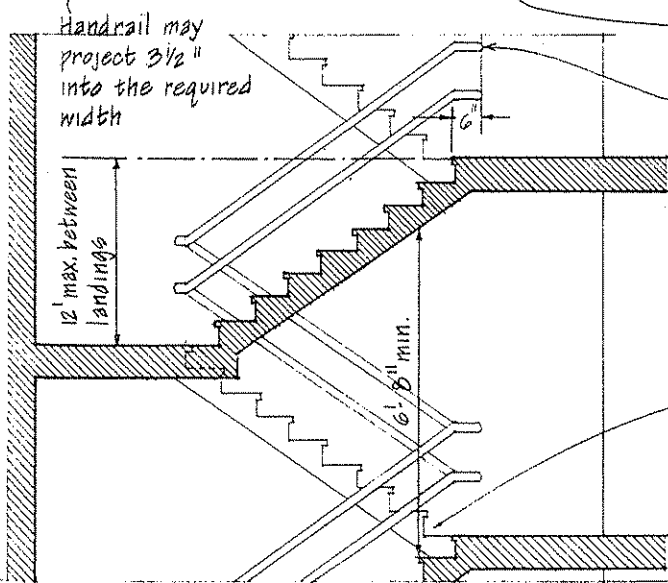 Handrail may
project 3½"
into the required
width
6"
12' max. between
landings
6'-8" min.